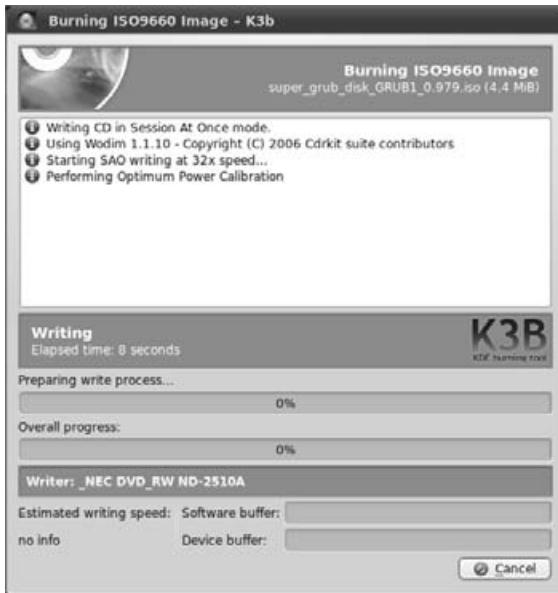 Burning ISO9660 Image – K3b
Burning ISO9660 Image
super_grub_disk_GRUB1_0.979.iso (4,4 MiB)
Writing CD in Session At Once mode.
Using Wodim 1.1.10 - Copyright (C) 2006 Cdrkit suite contributors
Starting SAO writing at 32x speed...
Performing Optimum Power Calibration
Writing
Elapsed time: 8 seconds
K3B
KDE burning tool
Preparing write process...
0%
Overall progress:
0%
Writer: _NEC DVD_RW ND-2510A
Estimated writing speed: Software buffer:
no info Device buffer:
Cancel